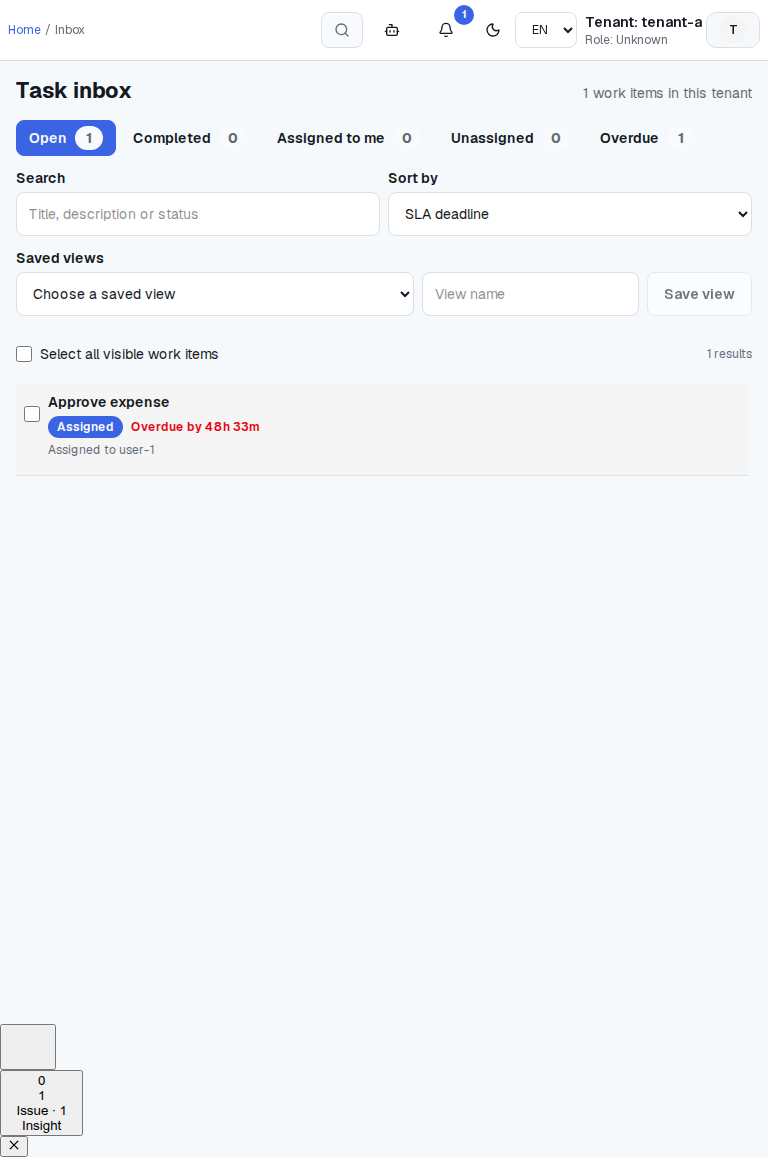 Home / Inbox
1
EN
Tenant: tenant-a
Role: Unknown
T
Task inbox
1 work items in this tenant
Open 1
Completed 0
Assigned to me 0
Unassigned 0
Overdue 1
Search
Sort by
Title, description or status
SLA deadline
Saved views
Choose a saved view
View name
Save view
Select all visible work items
1 results
Approve expense
Assigned Overdue by 48h 33m
Assigned to user-1
0
1
Issue · 1
Insight